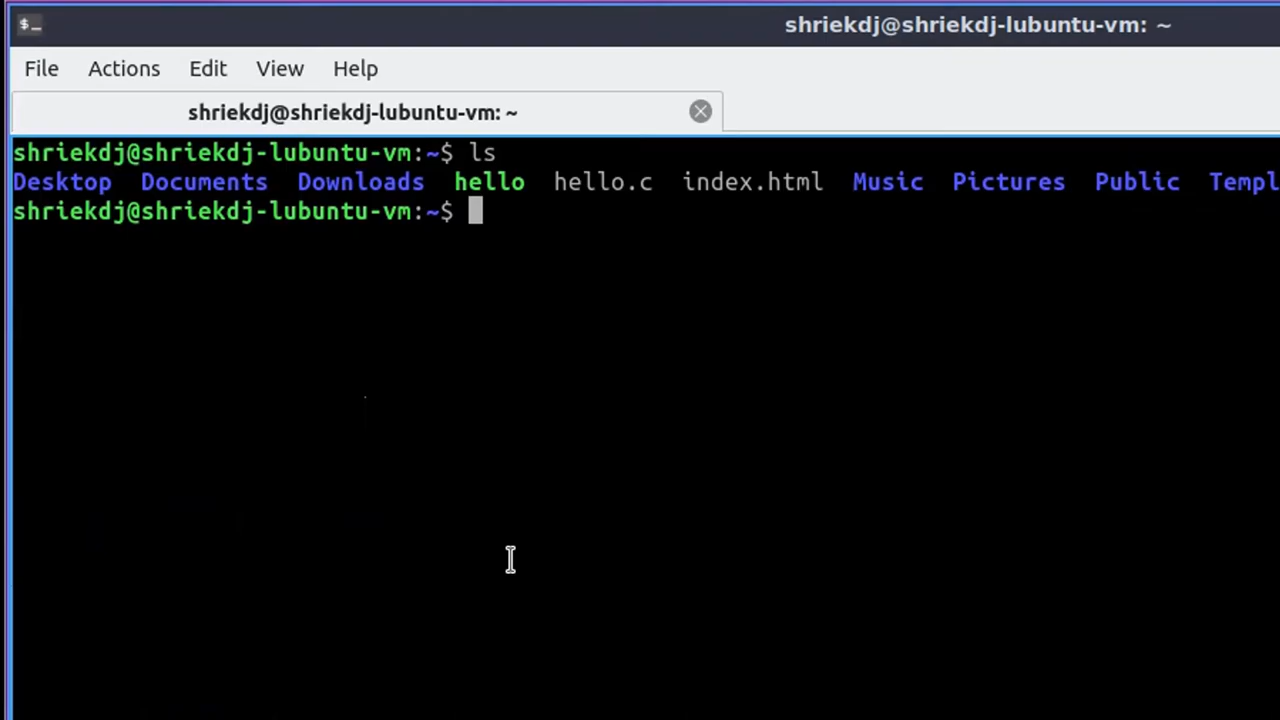 $_
shriekdj@shriekdj-lubuntu-vm: ~
File Actions Edit View Help
shriekdj@shriekdj-lubuntu-vm: ~
shriekdj@shriekdj-lubuntu-vm:~$ ls
Desktop Documents Downloads hello hello.c index.html Music Pictures Public Templ
shriekdj@shriekdj-lubuntu-vm:~$